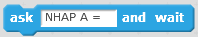 ask NHAP A = and wait